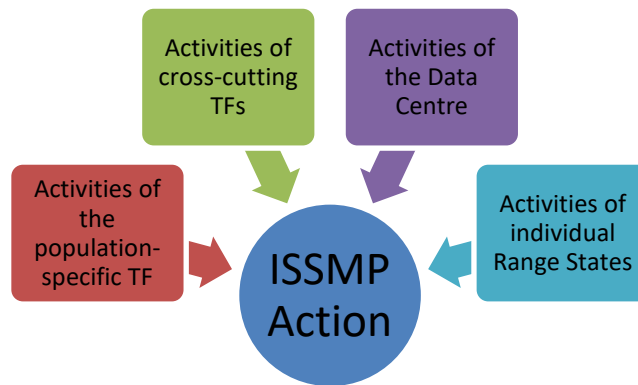 Activities of
cross-cutting
TFs
Activities of
the Data
Centre
Activities of
the
population-
specific TF
Activities of
individual
Range States
ISSMP
Action